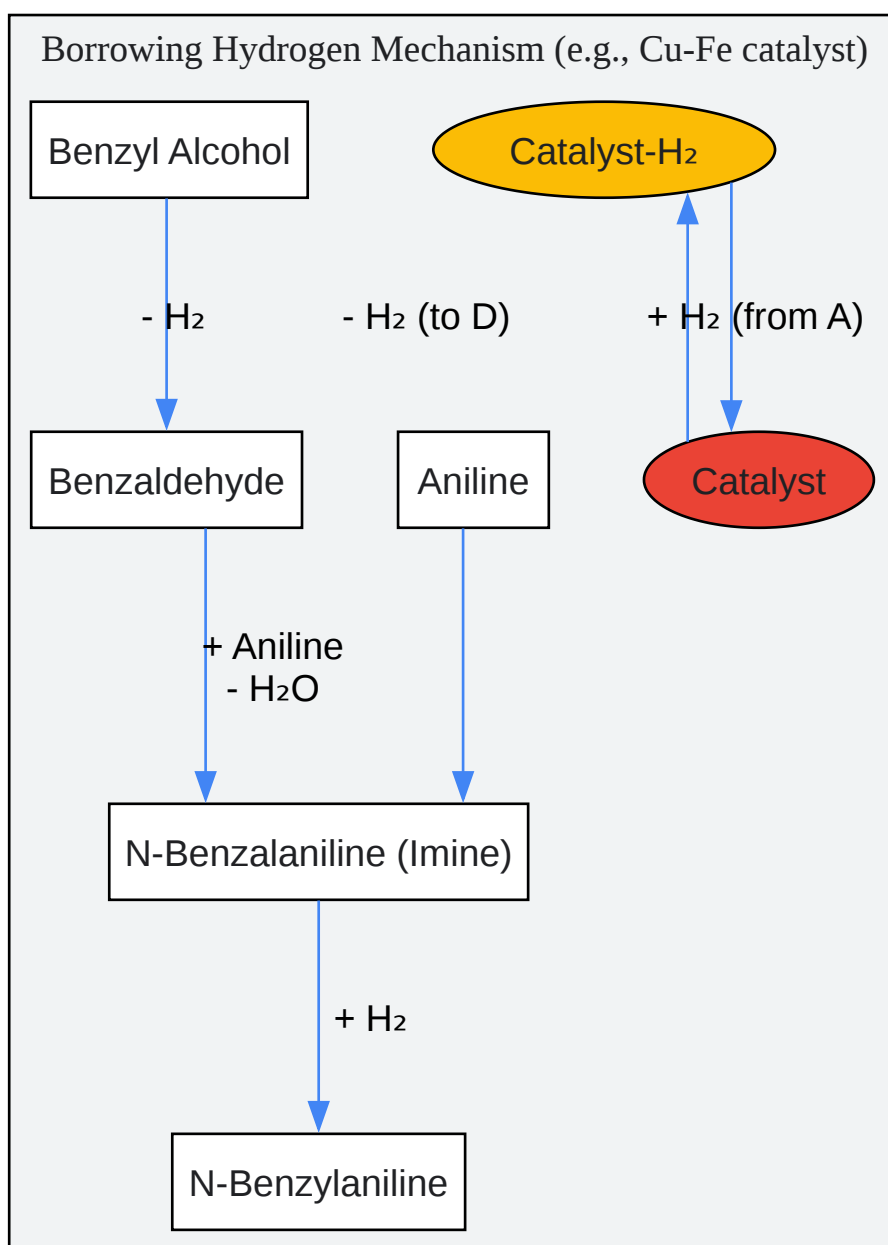 Borrowing Hydrogen Mechanism (e.g., Cu-Fe catalyst)
Benzyl Alcohol
Catalyst-H₂
- H₂
- H₂ (to D)
+ H₂ (from A)
Benzaldehyde
Aniline
Catalyst
+ Aniline
- H₂O
N-Benzalaniline (Imine)
+ H₂
N-Benzylaniline